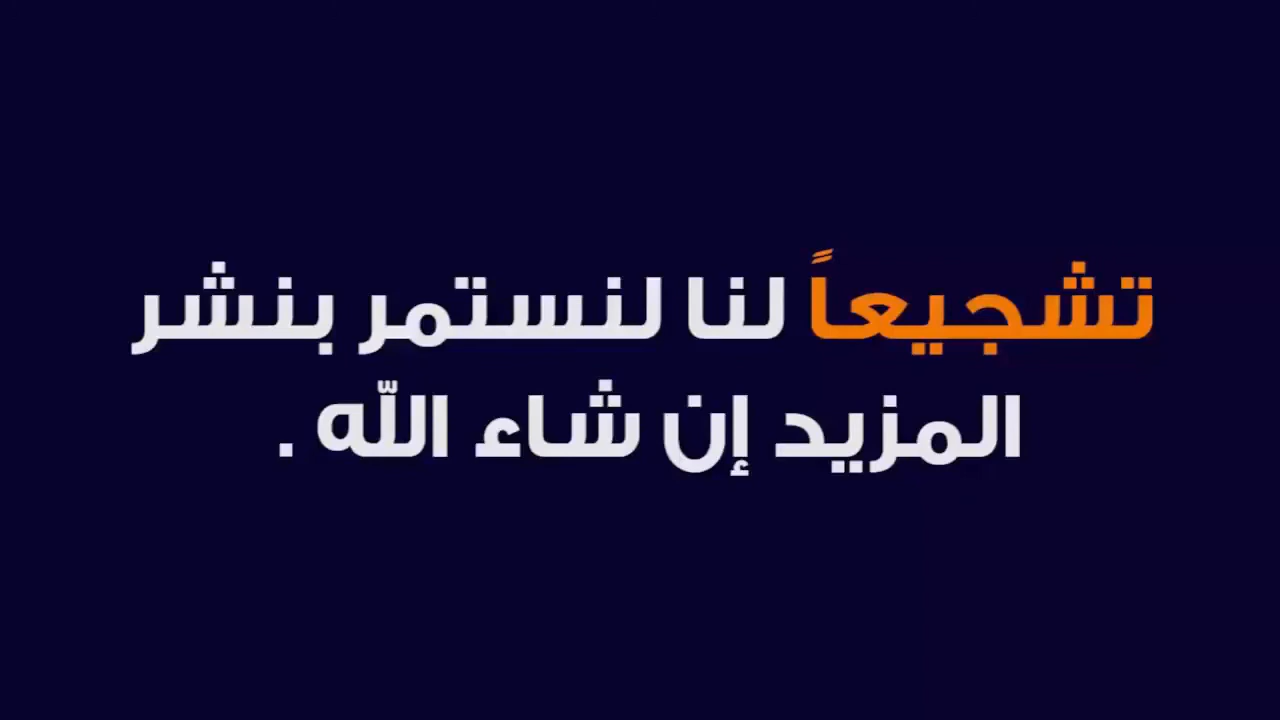 تشجيعاً لنا لنستمر بنشر
المزيد إن شاء الله .